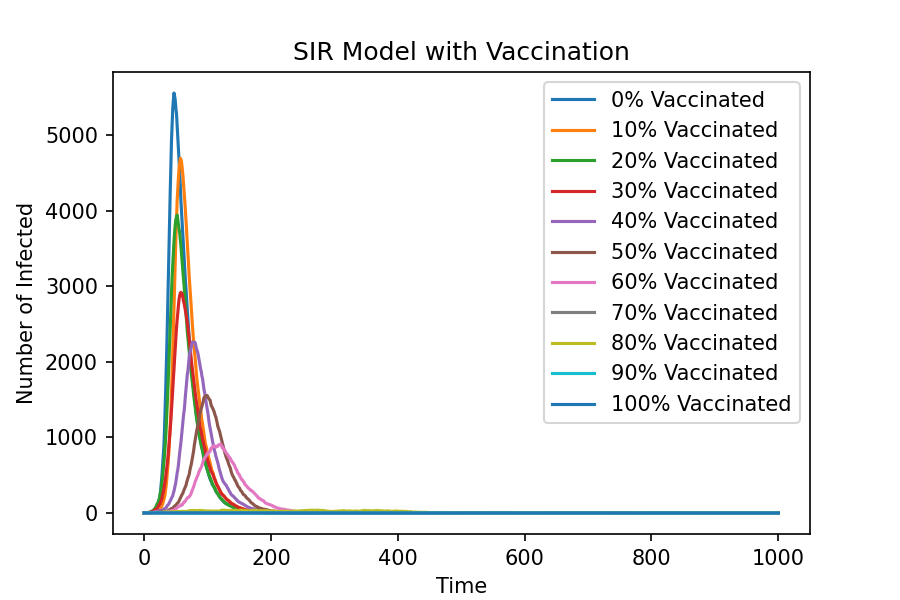 SIR Model with Vaccination
0% Vaccinated
10% Vaccinated
20% Vaccinated
30% Vaccinated
40% Vaccinated
50% Vaccinated
60% Vaccinated
70% Vaccinated
80% Vaccinated
90% Vaccinated
100% Vaccinated
Number of Infected
5000
4000
3000
2000
1000
0
0 200 400 600 800 1000
Time